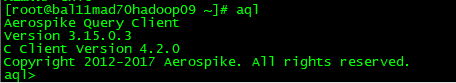 [root@bal11mad70hadoop09 ~]# aql
Aerospike Query Client
Version 3.15.0.3
C Client Version 4.2.0
Copyright 2012-2017 Aerospike. All rights reserved.
aql>